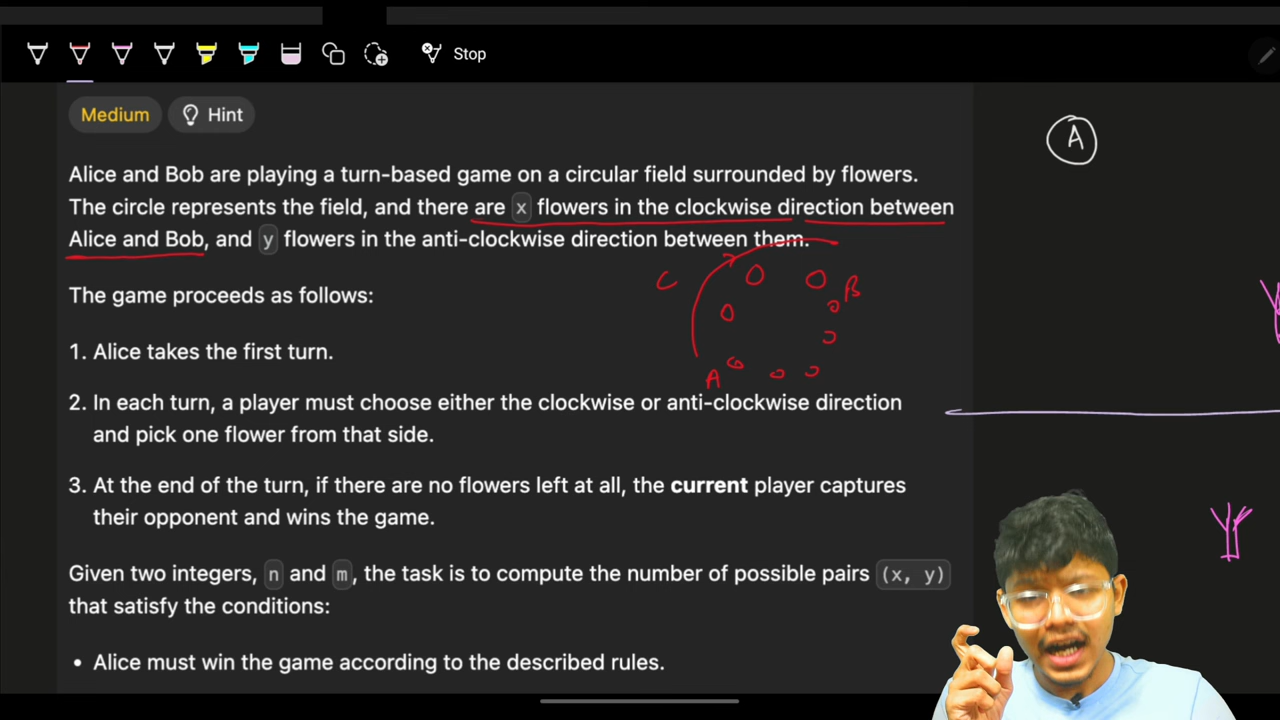 Stop
Medium
Hint
A
Alice and Bob are playing a turn-based game on a circular field surrounded by flowers.
The circle represents the field, and there are x flowers in the clockwise direction between
Alice and Bob, and y flowers in the anti-clockwise direction between them.
C
B
A
The game proceeds as follows:
1. Alice takes the first turn.
2. In each turn, a player must choose either the clockwise or anti-clockwise direction
and pick one flower from that side.
3. At the end of the turn, if there are no flowers left at all, the current player captures
their opponent and wins the game.
Given two integers, n and m, the task is to compute the number of possible pairs (x, y)
that satisfy the conditions:
• Alice must win the game according to the described rules.